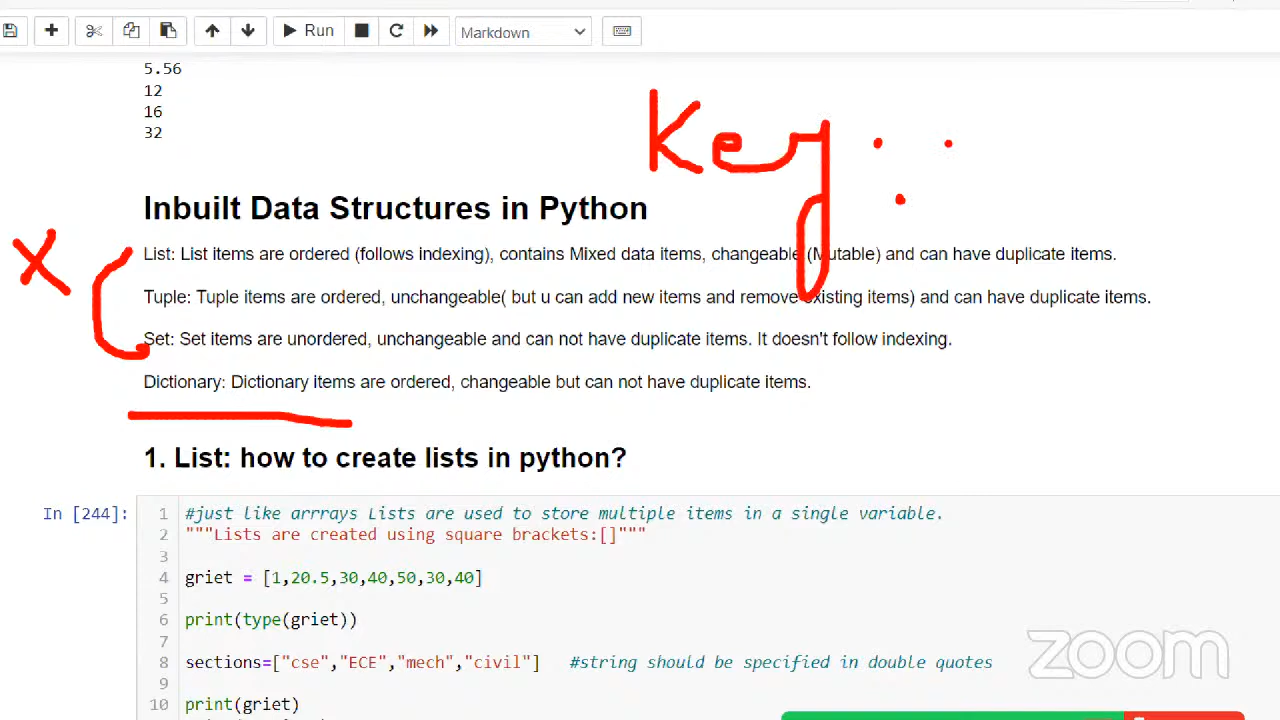 Run
Markdown
5.56
12
16
32
Key
Inbuilt Data Structures in Python
x
List: List items are ordered (follows indexing), contains Mixed data items, changeable (Mutable) and can have duplicate items.
Tuple: Tuple items are ordered, unchangeable( but u can add new items and remove existing items) and can have duplicate items.
Set: Set items are unordered, unchangeable and can not have duplicate items. It doesn't follow indexing.
Dictionary: Dictionary items are ordered, changeable but can not have duplicate items.
1. List: how to create lists in python?
In [244]:
1 #just like arrrays Lists are used to store multiple items in a single variable.
2 """Lists are created using square brackets:[]"""
3
4 griet = [1,20.5,30,40,50,30,40]
5
6 print(type(griet))
7
8 sections=["cse","ECE","mech","civil"] #string should be specified in double quotes
9
10 print(griet)
zoom